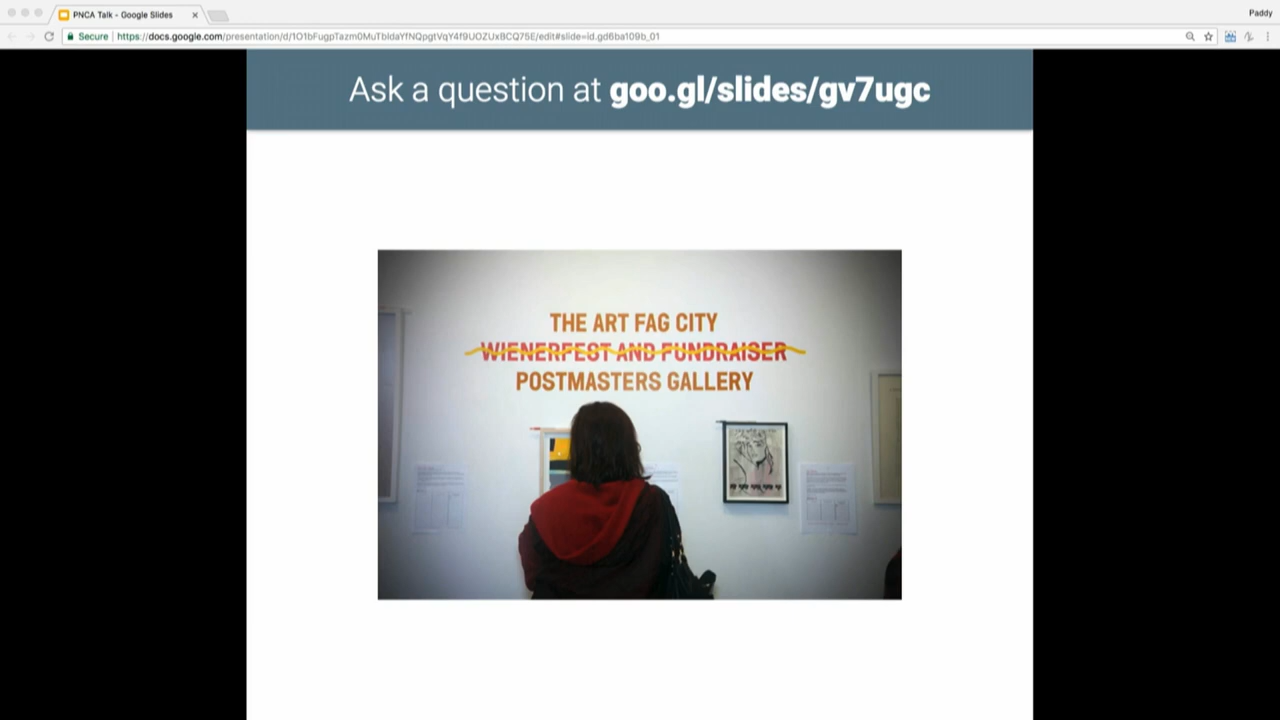 PNCA Talk - Google Slides
Paddy
Secure https://docs.google.com/presentation/d/1O1bFugpTazm0MuTbIdaYfNQpgtVqY4f9UOZUxBCQ75E/edit#slide=id.gd6ba109b_01
Ask a question at goo.gl/slides/gv7ugc
THE ART FAG CITY
WIENERFEST AND FUNDRAISER
POSTMASTERS GALLERY